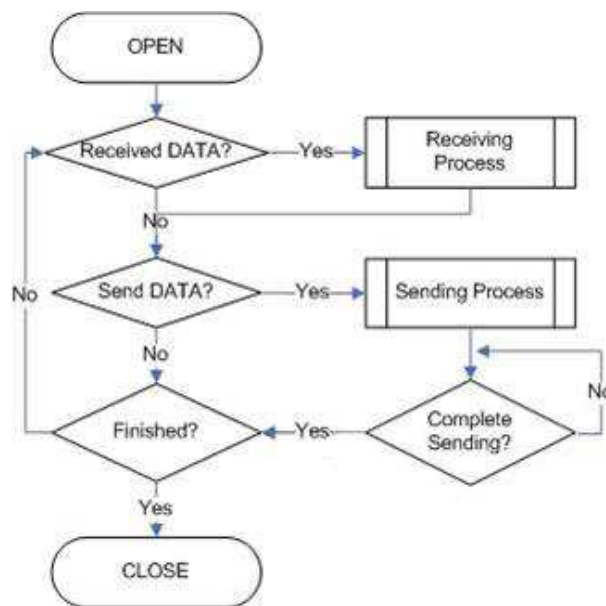 OPEN
Received DATA?
Yes
Receiving
Process
No
Send DATA?
Yes
Sending Process
No
No
Finished?
Yes
Complete
Sending?
No
Yes
CLOSE